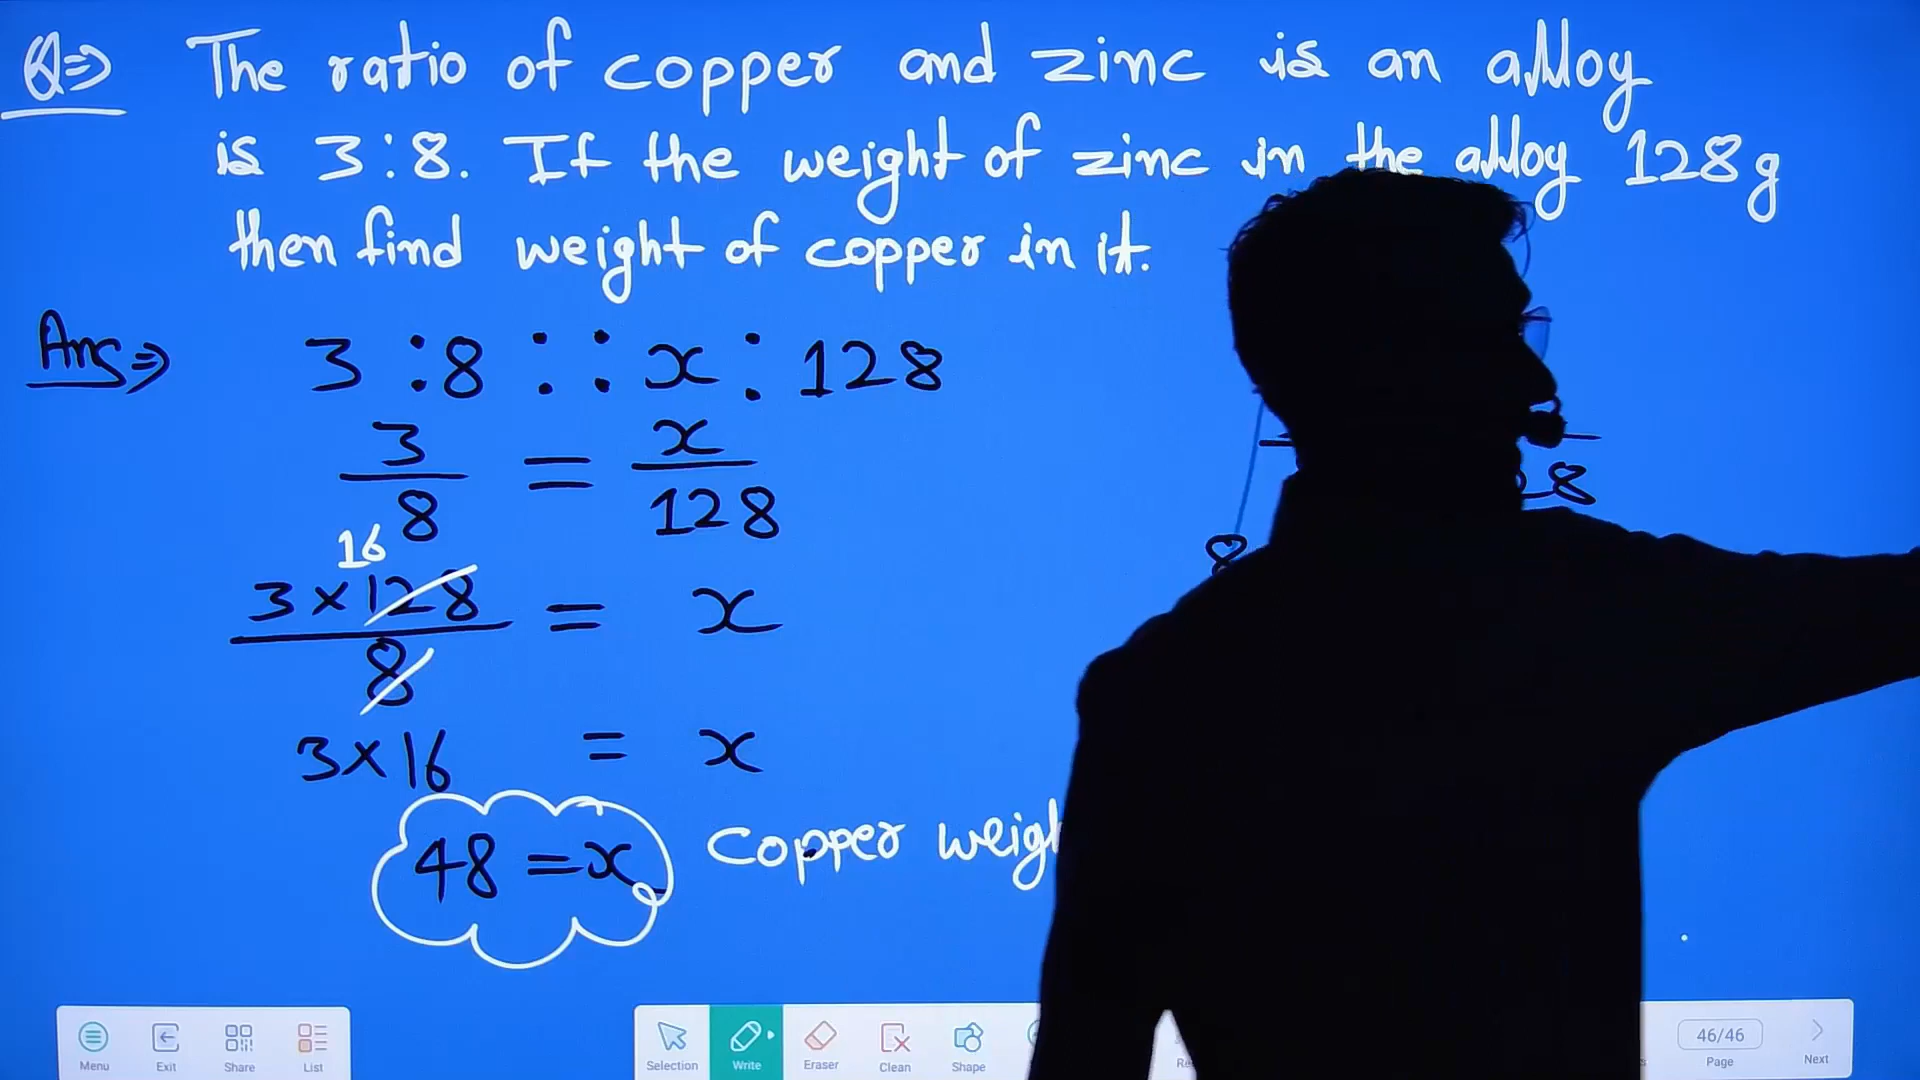 Q⇒ The ratio of copper and zinc is an alloy
is 3:8. If the weight of zinc in the alloy 128g
then find weight of copper in it.
Ans⇒ 3 : 8 : : x : 128
3/8 = x/128
16
3×128/8 = x
8
3×16 = x
48 = x Copper
Menu Exit Share List Selection Write Eraser Clean Shape 46/46 Page Next